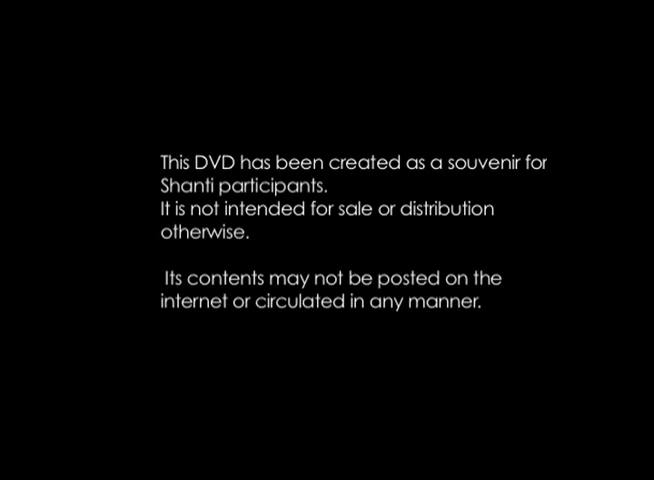 This DVD has been created as a souvenir for
Shanti participants.
It is not intended for sale or distribution
otherwise.
Its contents may not be posted on the
internet or circulated in any manner.